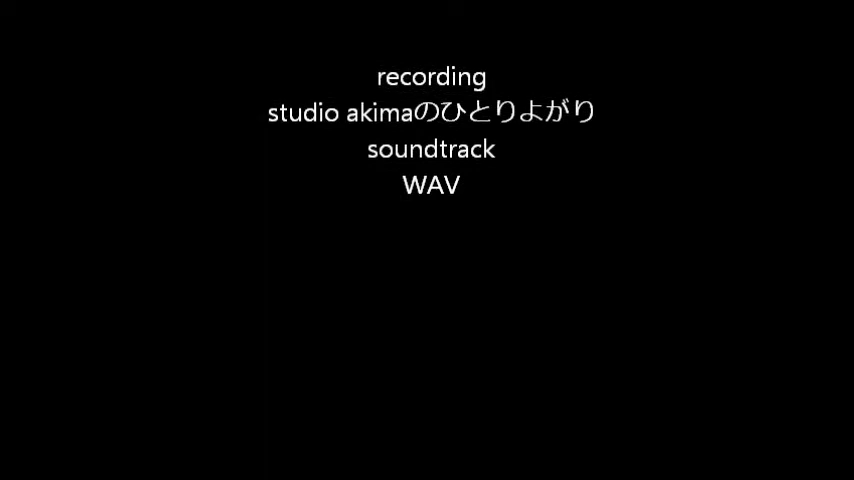 recording
studio akimaのひとりよがり
soundtrack
WAV